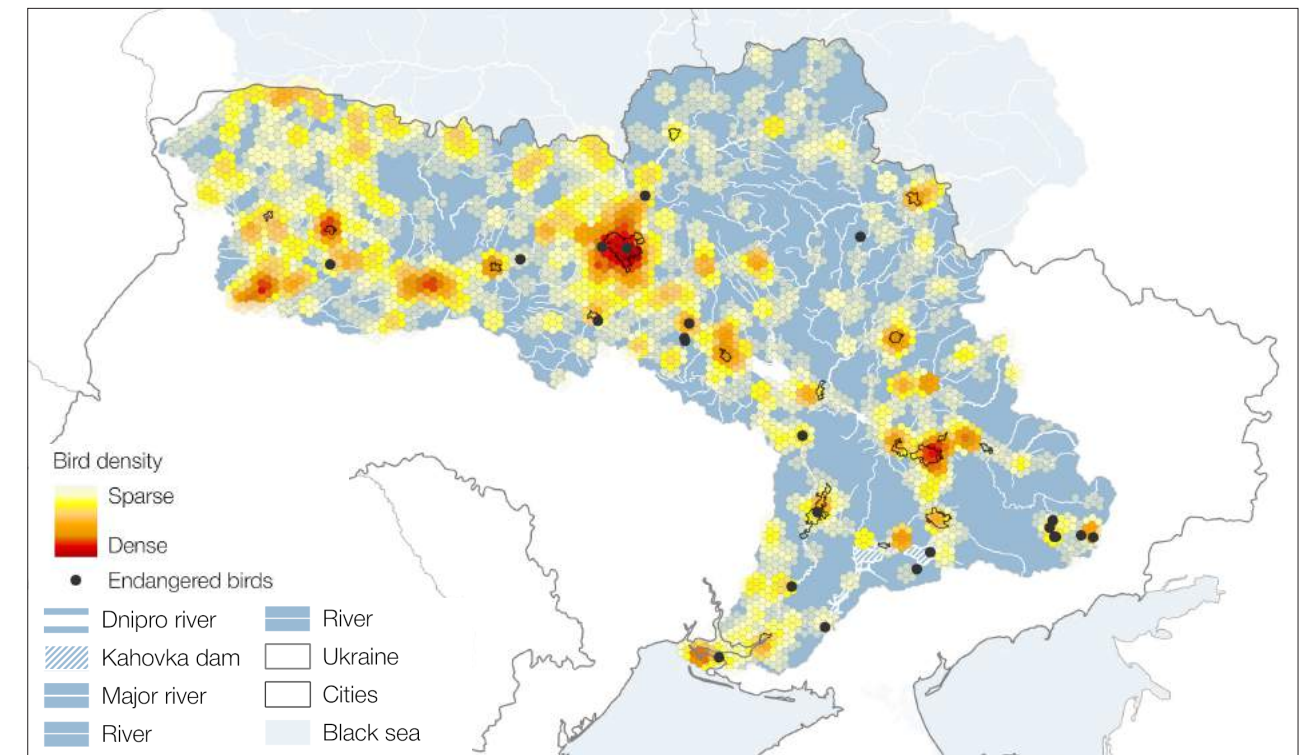 Bird density
Sparse
Dense
Endangered birds
Dnipro river
Kahovka dam
Major river
River
River
Ukraine
Cities
Black sea